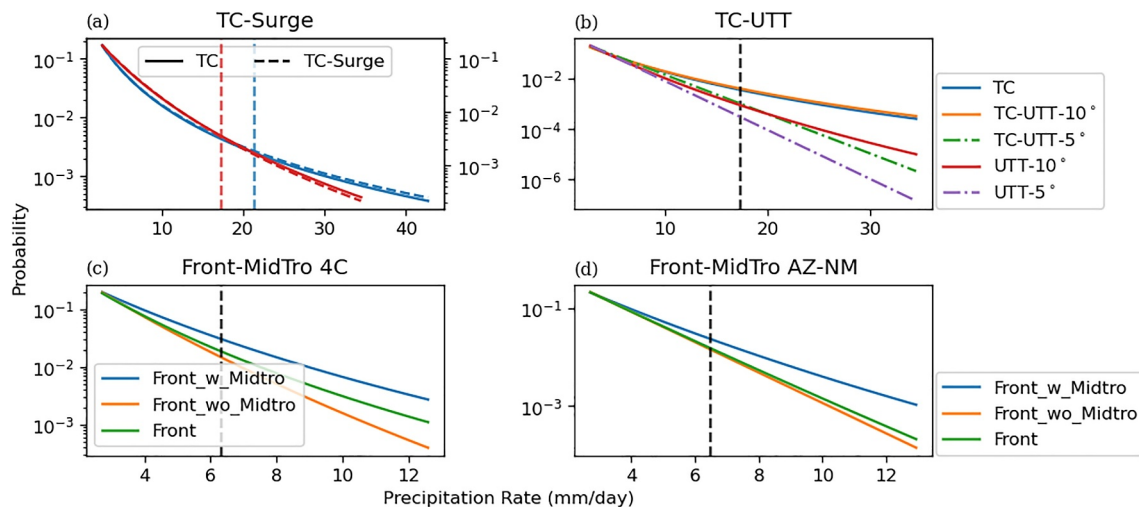 (a) TC-Surge
TC TC-Surge
10⁻¹
10⁻²
10⁻³
10⁻¹
10⁻²
10⁻³
10 20 30 40
(b) TC-UTT
10⁻²
10⁻⁴
10⁻⁶
10 20 30
TC
TC-UTT-10°
TC-UTT-5°
UTT-10°
UTT-5°
Probability
(c) Front-MidTro 4C
10⁻¹
10⁻²
10⁻³
Front_w_Midtro
Front_wo_Midtro
Front
4 6 8 10 12
(d) Front-MidTro AZ-NM
10⁻¹
10⁻³
4 6 8 10 12
Front_w_Midtro
Front_wo_Midtro
Front
Precipitation Rate (mm/day)